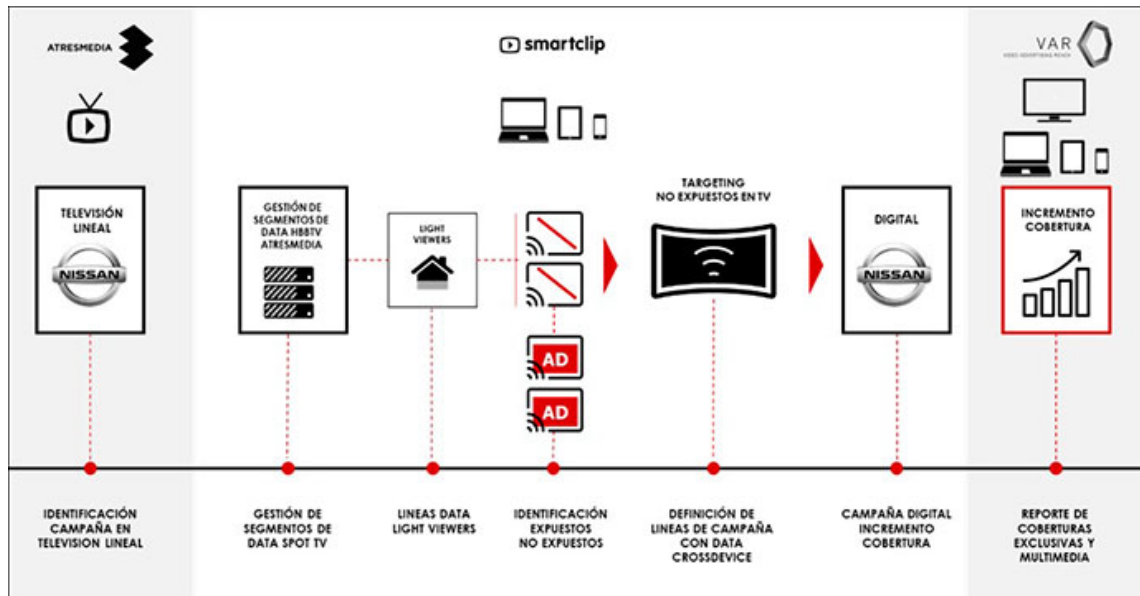 ATRESMEDIA
smartclip
VAR
VIDEO ADVERTISING REACH
TELEVISIÓN
LINEAL
NISSAN
GESTIÓN DE
SEGMENTOS DE
DATA HBBTV
ATRESMEDIA
LIGHT
VIEWERS
AD
AD
TARGETING
NO EXPUESTOS EN TV
DIGITAL
NISSAN
INCREMENTO
COBERTURA
IDENTIFICACIÓN
CAMPAÑA EN
TELEVISION LINEAL
GESTIÓN DE
SEGMENTOS DE
DATA SPOT TV
LINEAS DATA
LIGHT VIEWERS
IDENTIFICACIÓN
EXPUESTOS
NO EXPUESTOS
DEFINICIÓN DE
LINEAS DE CAMPAÑA
CON DATA
CROSSDEVICE
CAMPAÑA DIGITAL
INCREMENTO
COBERTURA
REPORTE DE
COBERTURAS
EXCLUSIVAS Y
MULTIMEDIA